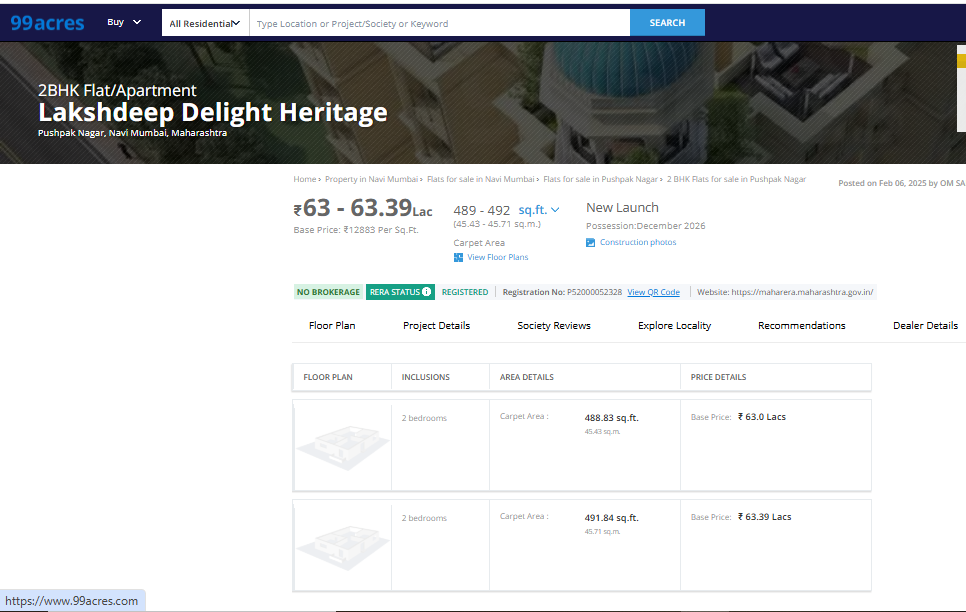 99acres Buy All Residential Type Location or Project/Society or Keyword SEARCH
2BHK Flat/Apartment
Lakshdeep Delight Heritage
Pushpak Nagar, Navi Mumbai, Maharashtra
Home › Property in Navi Mumbai › Flats for sale in Navi Mumbai › Flats for sale in Pushpak Nagar › 2 BHK Flats for sale in Pushpak Nagar
Posted on Feb 06, 2025 by OM SA
₹63 - 63.39Lac
Base Price: ₹12883 Per Sq.Ft.
489 - 492 sq.ft.
(45.43 - 45.71 sq.m.)
Carpet Area
View Floor Plans
New Launch
Possession:December 2026
Construction photos
NO BROKERAGE RERA STATUS i REGISTERED Registration No: P52000052328 View QR Code Website: https://maharera.maharashtra.gov.in/
Floor Plan Project Details Society Reviews Explore Locality Recommendations Dealer Details
FLOOR PLAN INCLUSIONS AREA DETAILS PRICE DETAILS
2 bedrooms Carpet Area : 488.83 sq.ft. Base Price: ₹ 63.0 Lacs
45.43 sq.m.
2 bedrooms Carpet Area : 491.84 sq.ft. Base Price: ₹ 63.39 Lacs
45.71 sq.m.
https://www.99acres.com